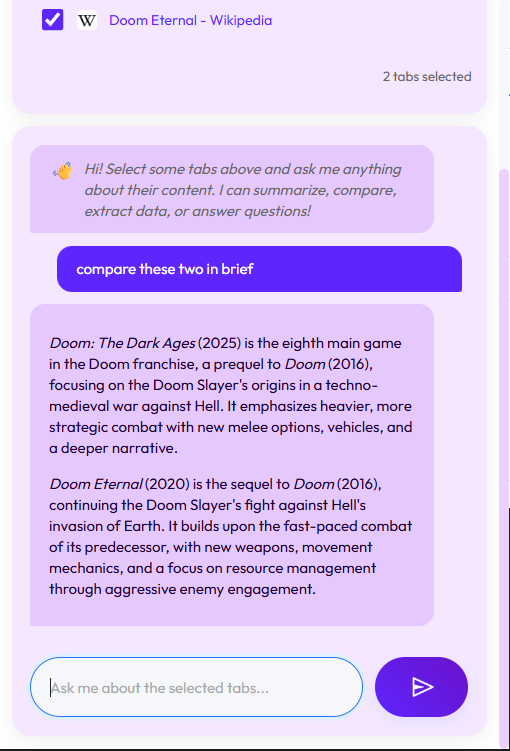 W Doom Eternal - Wikipedia
2 tabs selected
Hi! Select some tabs above and ask me anything
about their content. I can summarize, compare,
extract data, or answer questions!
compare these two in brief
Doom: The Dark Ages (2025) is the eighth main game
in the Doom franchise, a prequel to Doom (2016),
focusing on the Doom Slayer's origins in a techno-
medieval war against Hell. It emphasizes heavier, more
strategic combat with new melee options, vehicles, and
a deeper narrative.
Doom Eternal (2020) is the sequel to Doom (2016),
continuing the Doom Slayer's fight against Hell's
invasion of Earth. It builds upon the fast-paced combat
of its predecessor, with new weapons, movement
mechanics, and a focus on resource management
through aggressive enemy engagement.
Ask me about the selected tabs...